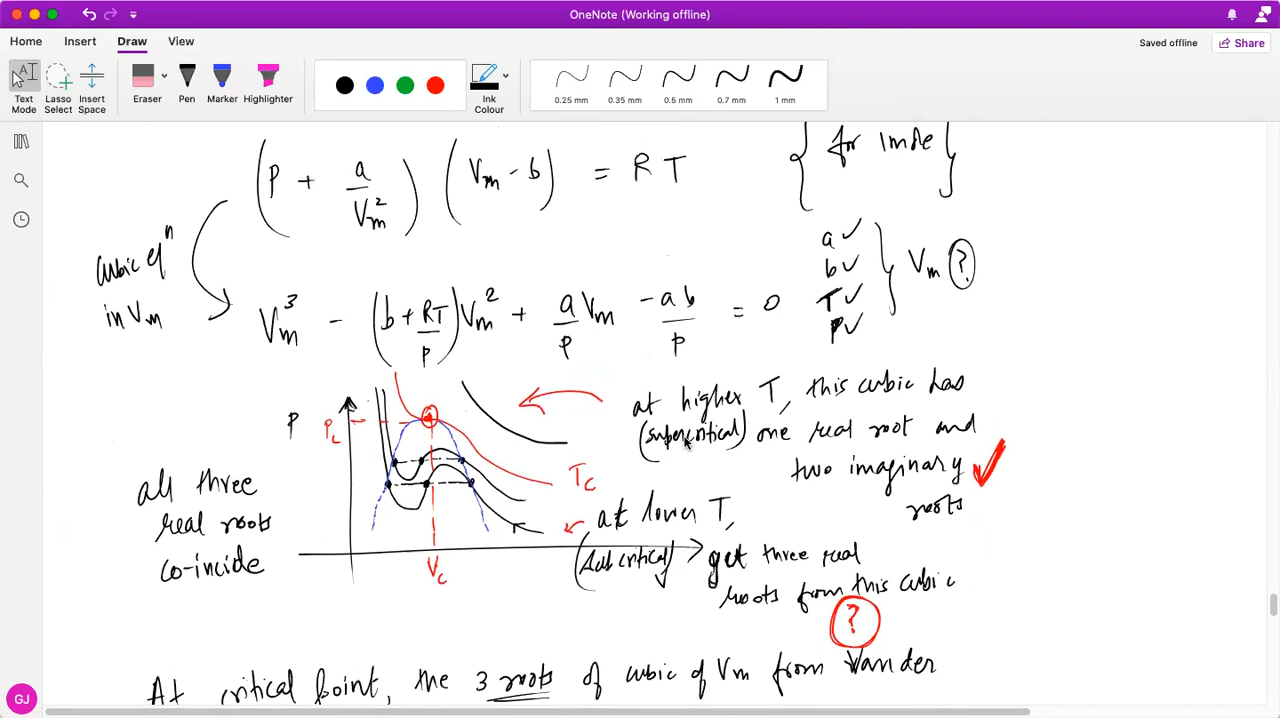 OneNote (Working offline)
Home Insert Draw View
Saved offline
Share
Text Mode
Lasso Select
Insert Space
Eraser
Pen
Marker
Highlighter
Ink Colour
0.25 mm 0.35 mm 0.5 mm 0.7 mm 1 mm
(P + a/Vm²) (Vm - b) = RT
{for 1mole}
cubic eqⁿ
in Vm
a ✓
b ✓
T ✓
P ✓
} Vm ?
Vm³ - (b + RT/P) Vm² + a/P Vm - ab/P = 0
at higher T, this cubic has
(supercritical) one real root and
two imaginary
roots ✓
P
Pc
Tc
Vc
all three
real roots
co-incide
at lower T,
(Subcritical) get three real
roots from this cubic
?
At critical point, the 3 roots of cubic of Vm from Vander
GJ